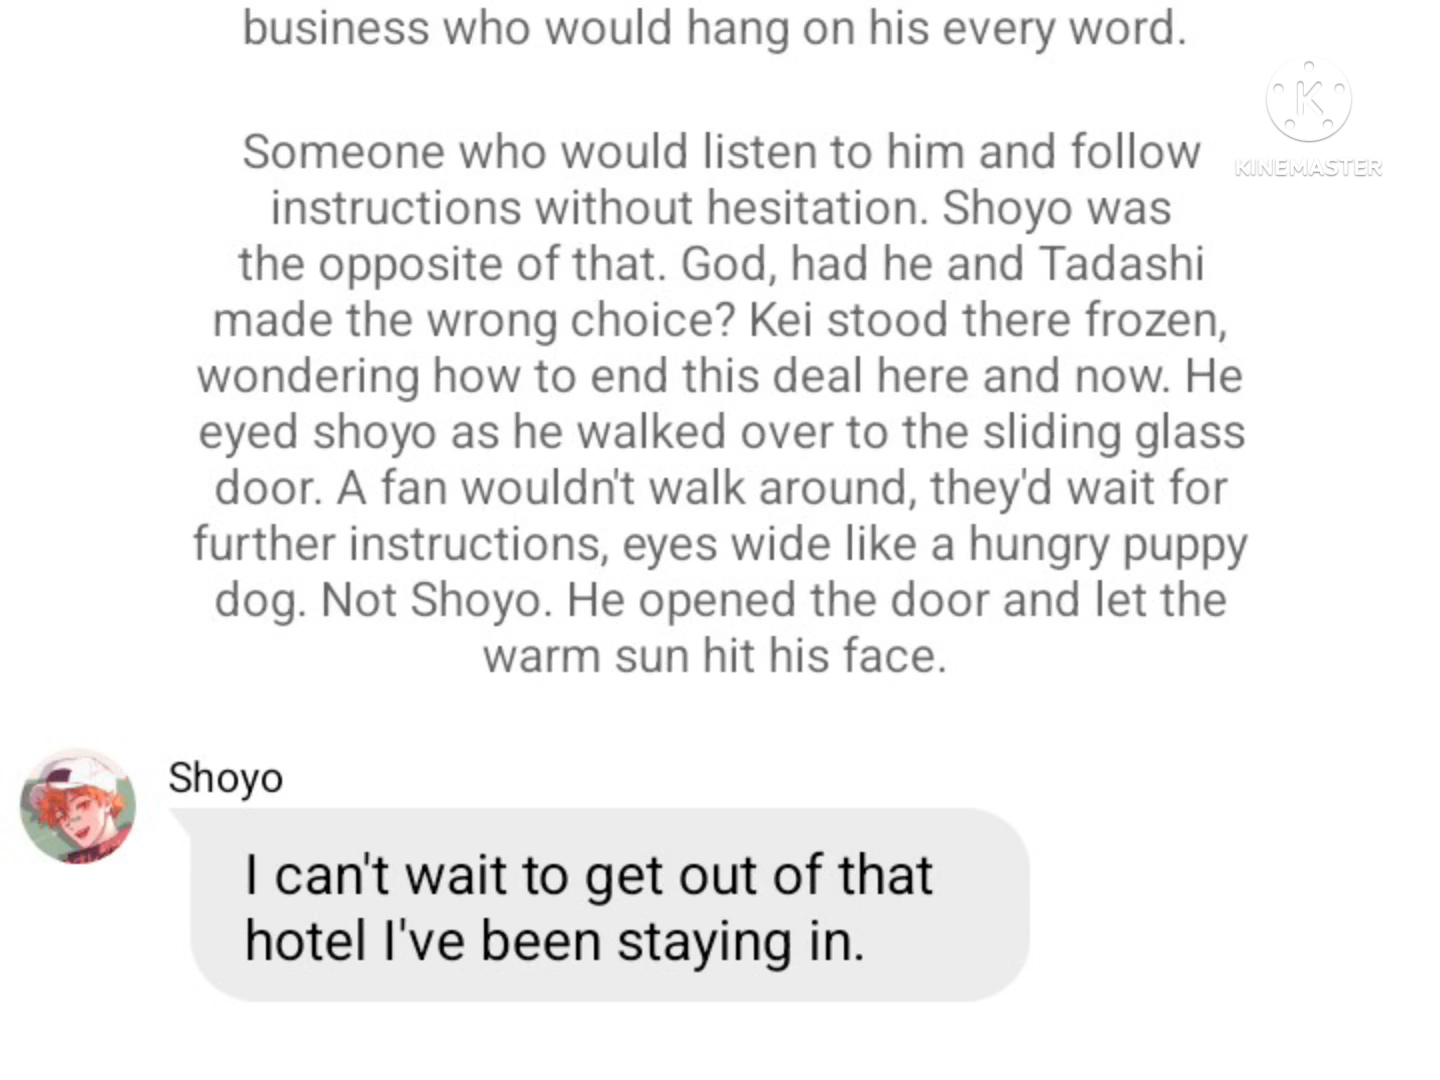 business who would hang on his every word.
KINEMASTER
Someone who would listen to him and follow
instructions without hesitation. Shoyo was
the opposite of that. God, had he and Tadashi
made the wrong choice? Kei stood there frozen,
wondering how to end this deal here and now. He
eyed shoyo as he walked over to the sliding glass
door. A fan wouldn't walk around, they'd wait for
further instructions, eyes wide like a hungry puppy
dog. Not Shoyo. He opened the door and let the
warm sun hit his face.
Shoyo
I can't wait to get out of that
hotel I've been staying in.